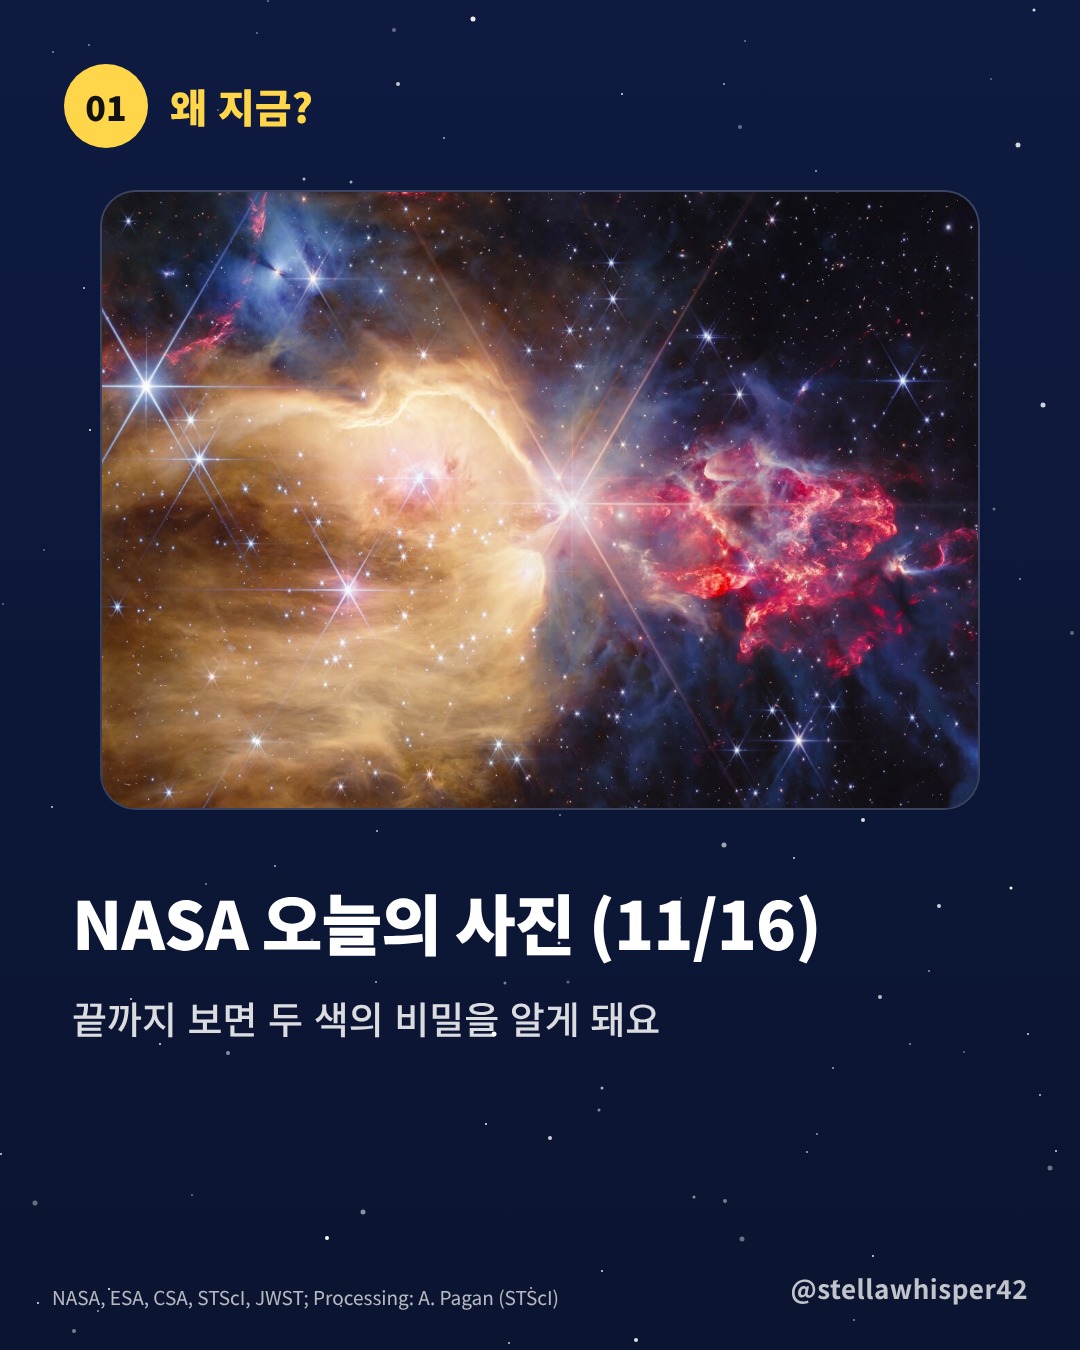 01 왜 지금?
NASA 오늘의 사진 (11/16)
끝까지 보면 두 색의 비밀을 알게 돼요
NASA, ESA, CSA, STScI, JWST; Processing: A. Pagan (STScI)
@stellawhisper42